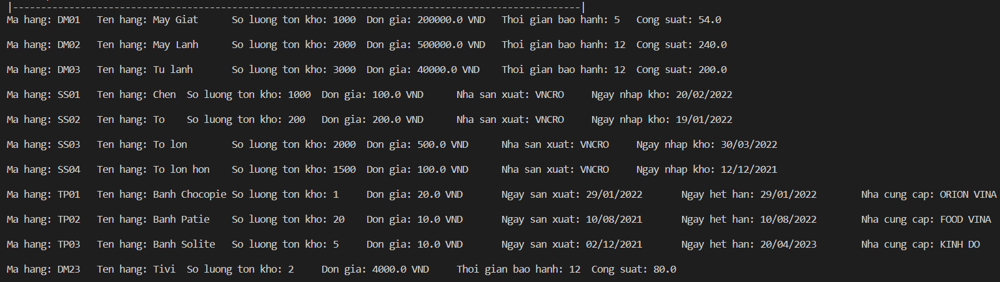 |-----------------------------------------------------------------------------------------------------|
Ma hang: DM01   Ten hang: May Giat      So luong ton kho: 1000  Don gia: 200000.0 VND   Thoi gian bao hanh: 5   Cong suat: 54.0
Ma hang: DM02   Ten hang: May Lanh      So luong ton kho: 2000  Don gia: 500000.0 VND   Thoi gian bao hanh: 12  Cong suat: 240.0
Ma hang: DM03   Ten hang: Tu lanh       So luong ton kho: 3000  Don gia: 40000.0 VND    Thoi gian bao hanh: 12  Cong suat: 200.0
Ma hang: SS01   Ten hang: Chen  So luong ton kho: 1000  Don gia: 100.0 VND      Nha san xuat: VNCRO     Ngay nhap kho: 20/02/2022
Ma hang: SS02   Ten hang: To    So luong ton kho: 200   Don gia: 200.0 VND      Nha san xuat: VNCRO     Ngay nhap kho: 19/01/2022
Ma hang: SS03   Ten hang: To lon        So luong ton kho: 2000  Don gia: 500.0 VND      Nha san xuat: VNCRO     Ngay nhap kho: 30/03/2022
Ma hang: SS04   Ten hang: To lon hon    So luong ton kho: 1500  Don gia: 100.0 VND      Nha san xuat: VNCRO     Ngay nhap kho: 12/12/2021
Ma hang: TP01   Ten hang: Banh Chocopie So luong ton kho: 1     Don gia: 20.0 VND       Ngay san xuat: 29/01/2022       Ngay het han: 29/01/2022        Nha cung cap: ORION VINA
Ma hang: TP02   Ten hang: Banh Patie    So luong ton kho: 20    Don gia: 10.0 VND       Ngay san xuat: 10/08/2021       Ngay het han: 10/08/2022        Nha cung cap: FOOD VINA
Ma hang: TP03   Ten hang: Banh Solite   So luong ton kho: 5     Don gia: 10.0 VND       Ngay san xuat: 02/12/2021       Ngay het han: 20/04/2023        Nha cung cap: KINH DO
Ma hang: DM23   Ten hang: Tivi  So luong ton kho: 2     Don gia: 4000.0 VND     Thoi gian bao hanh: 12  Cong suat: 80.0